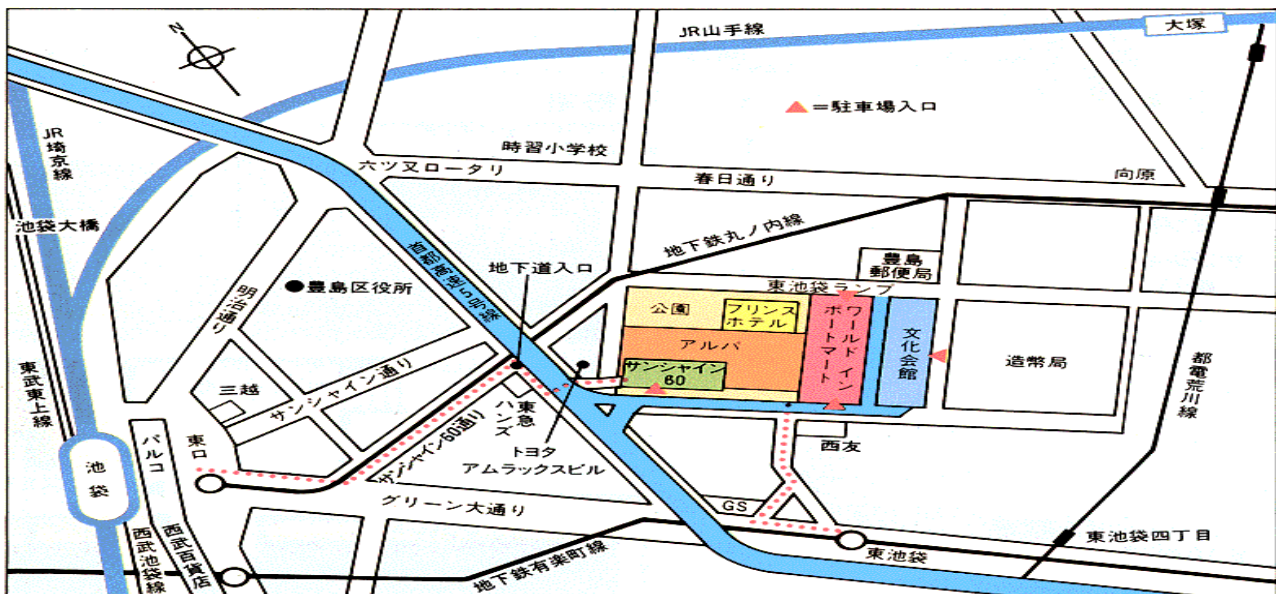 N
JR山手線
大塚
▲=駐車場入口
JR埼京線
時習小学校
六ツ又ロータリ
春日通り
向原
池袋大橋
首都高速5号線
地下鉄丸ノ内線
地下道入口
豊島郵便局
●豊島区役所
明治通り
東池袋ランプ
公園
プリンスホテル
ワールドインポートマート
文化会館
アルパ
サンシャイン60
造幣局
都電荒川線
東武東上線
三越
サンシャイン通り
東急ハンズ
サンシャイン60通り
トヨタ
アムラックスビル
西友
パルコ
東口
池袋
グリーン大通り
GS
東池袋
東池袋四丁目
西武百貨店
西武池袋線
地下鉄有楽町線